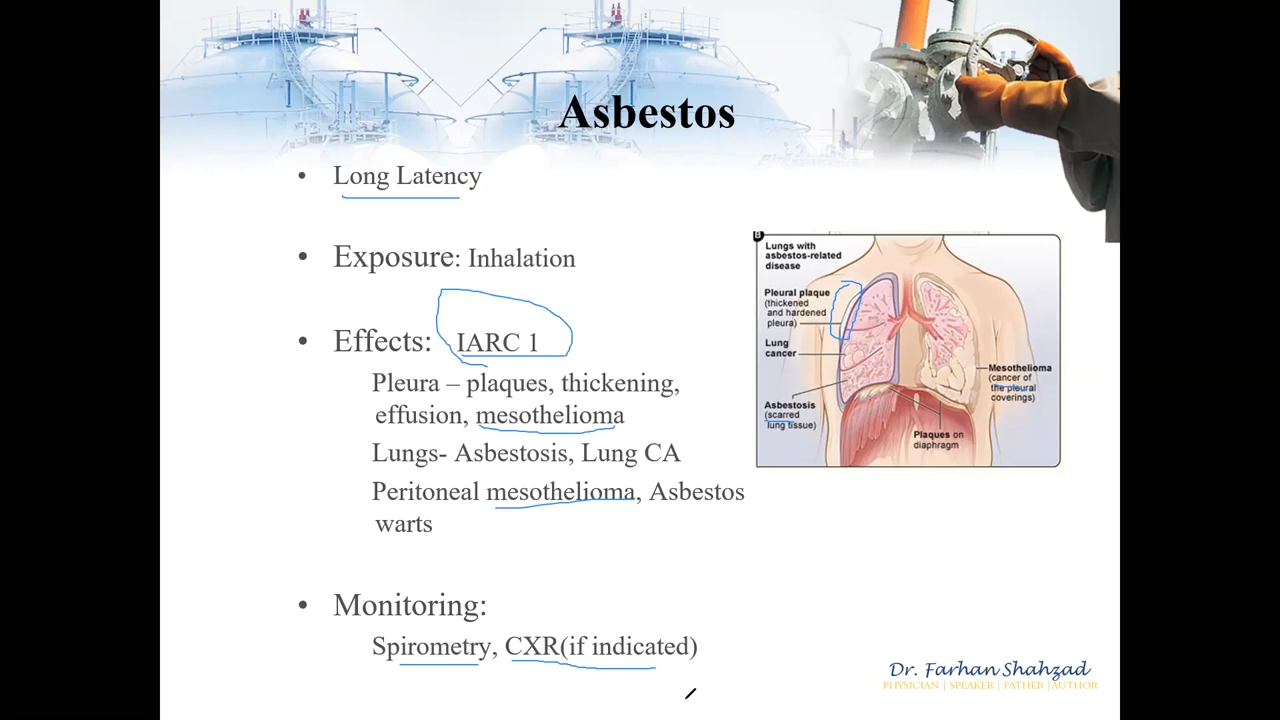 Asbestos
• Long Latency
• Exposure: Inhalation
• Effects: IARC 1
Pleura – plaques, thickening,
effusion, mesothelioma
Lungs- Asbestosis, Lung CA
Peritoneal mesothelioma, Asbestos
warts
• Monitoring:
Spirometry, CXR(if indicated)
B
Lungs with
asbestos-related
disease
Pleural plaque
(thickened
and hardened
pleura)
Lung
cancer
Asbestosis
(scarred
lung tissue)
Mesothelioma
(cancer of
the pleural
coverings)
Plaques on
diaphragm
Dr. Farhan Shahzad
PHYSICIAN | SPEAKER | FATHER | AUTHOR